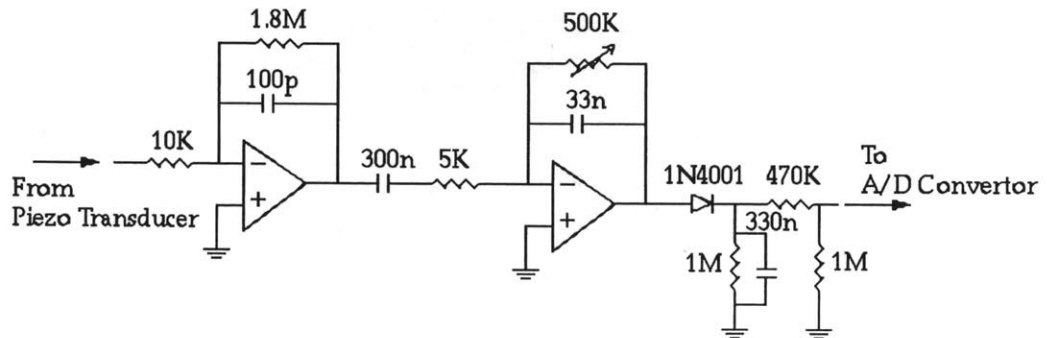 1.8M
100p
10K
From
Piezo Transducer
−
+
300n
5K
500K
33n
−
+
1N4001
470K
330n
1M
1M
To
A/D Convertor